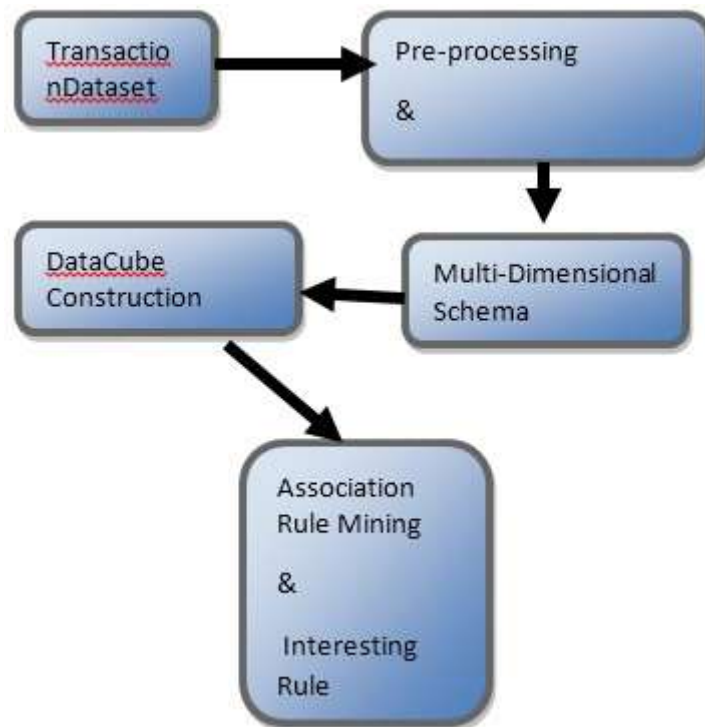 Transactio
nDataset
Pre-processing
&
Multi-Dimensional
Schema
DataCube
Construction
Association
Rule Mining
&
Interesting
Rule